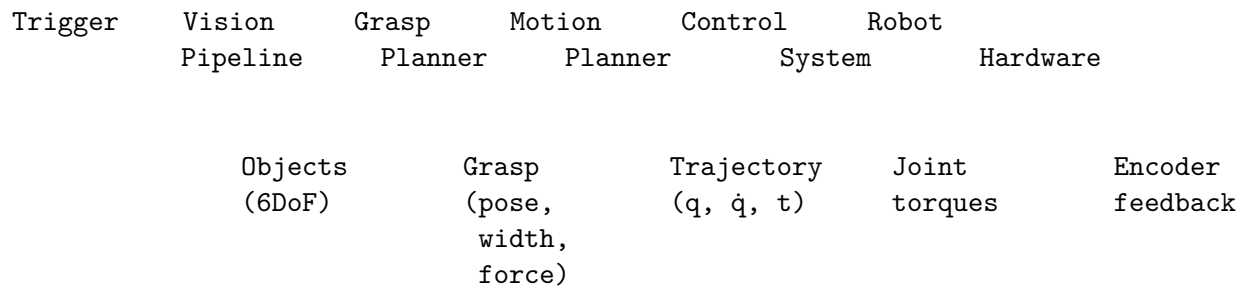 Trigger Vision Grasp Motion Control Robot
Pipeline Planner Planner System Hardware
Objects Grasp Trajectory Joint Encoder
(6DoF) (pose, (q, q̇, t) torques feedback
width,
force)